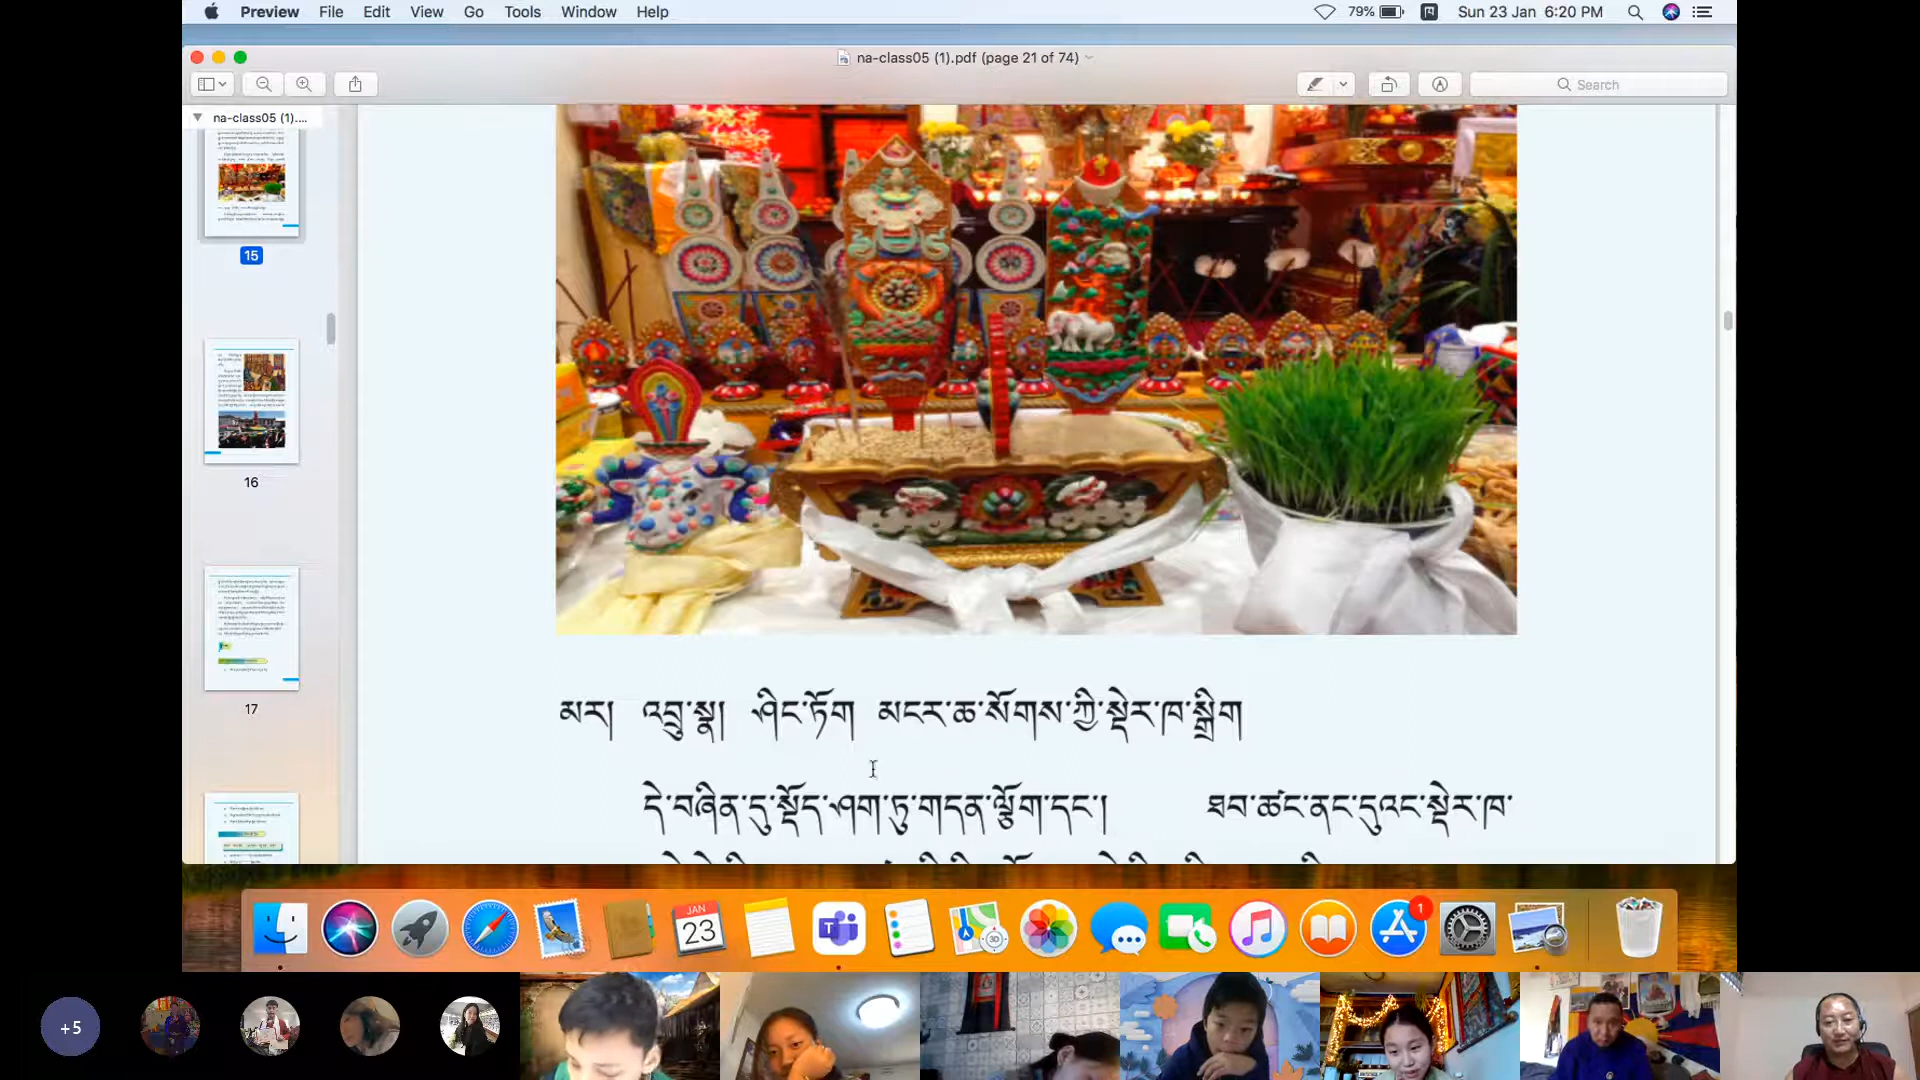 Preview File Edit View Go Tools Window Help
79% Sun 23 Jan 6:20 PM
na-class05 (1).pdf (page 21 of 74)
Search
na-class05 (1)....
15
16
17
མར། འབྲུ་སྣ། ཤིང་ཏོག མངར་ཆ་སོགས་ཀྱི་སྡེར་ཁ་སྒྲིག
དེ་བཞིན་དུ་སྡོད་ཤག་ཏུ་གདན་ལྕོག་དང་། ཐབ་ཚང་ནང་དུའང་སྡེར་ཁ་
JAN
23
3D
1
+5